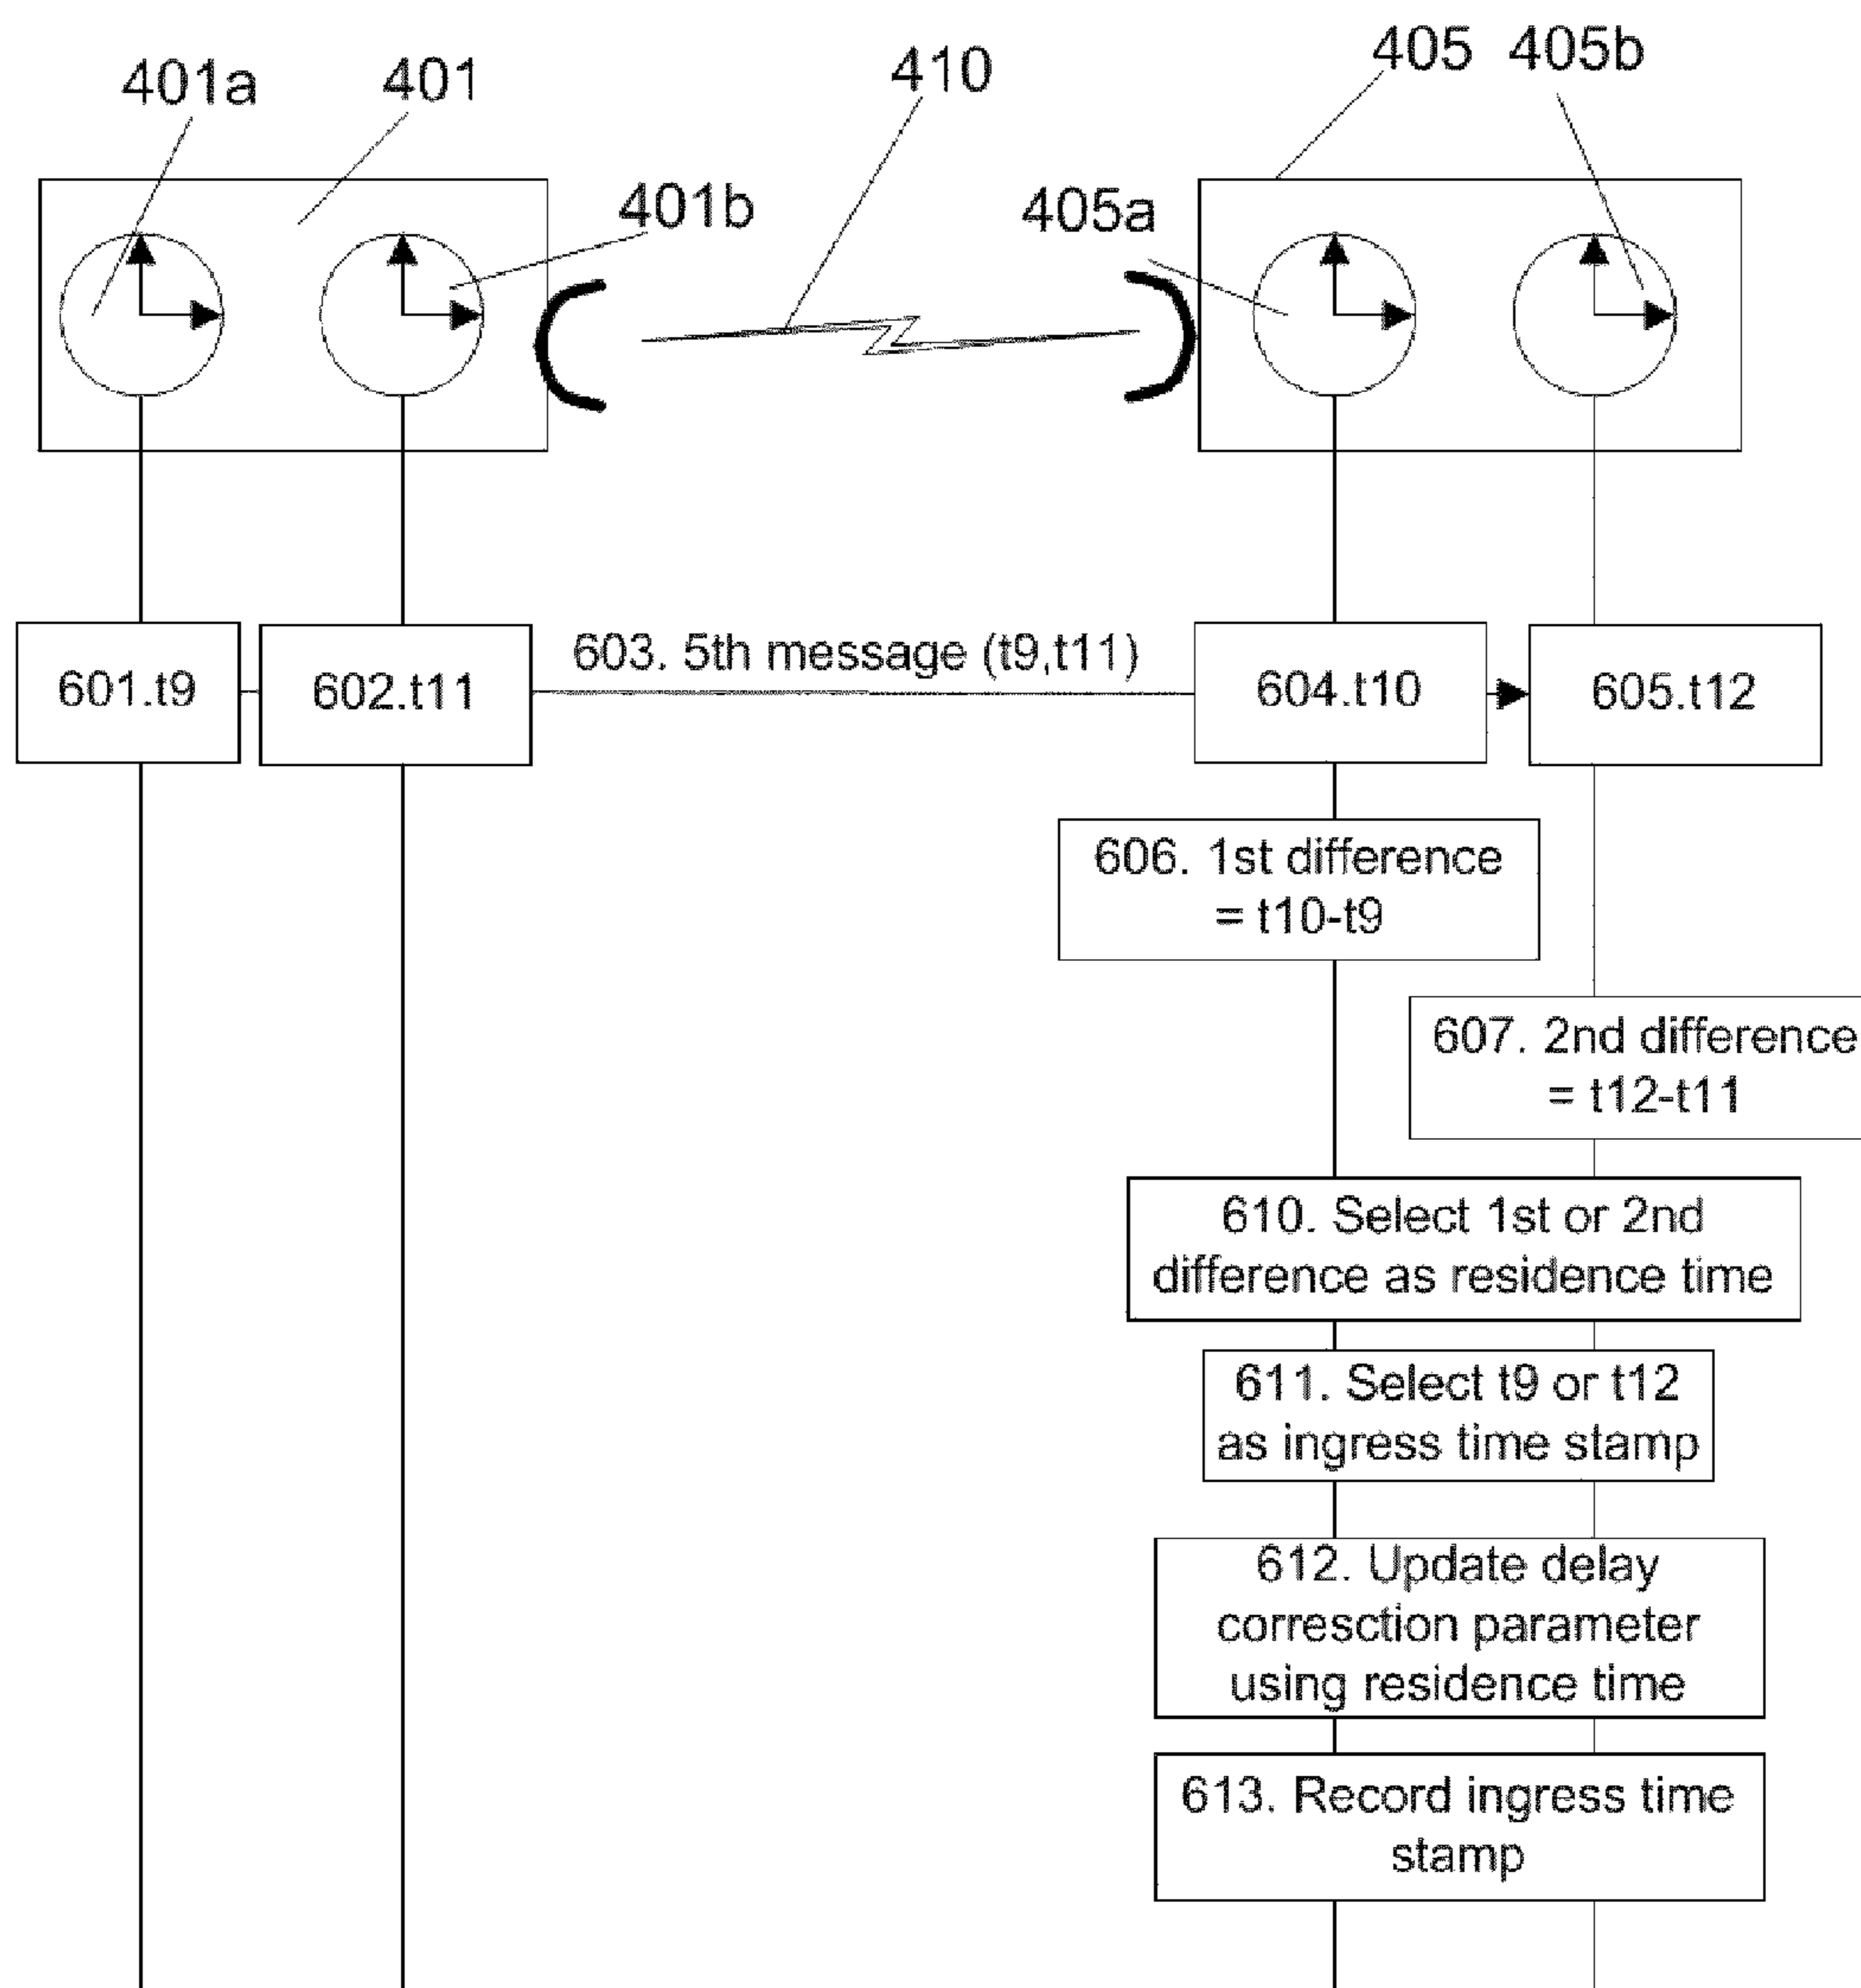 401a
401
410
405
405b
401b
405a
601.t9
602.t11
603. 5th message (t9,t11)
604.t10
605.t12
606. 1st difference
= t10-t9
607. 2nd difference
= t12-t11
610. Select 1st or 2nd
difference as residence time
611. Select t9 or t12
as ingress time stamp
612. Update delay
corresction parameter
using residence time
613. Record ingress time
stamp